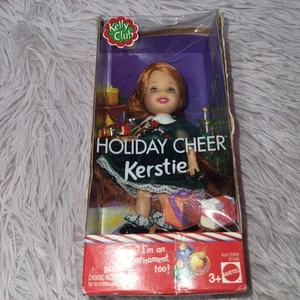 Kelly
Club
HOLIDAY CHEER
Kerstie
I'm an
ornament
too!
3+
MATTEL